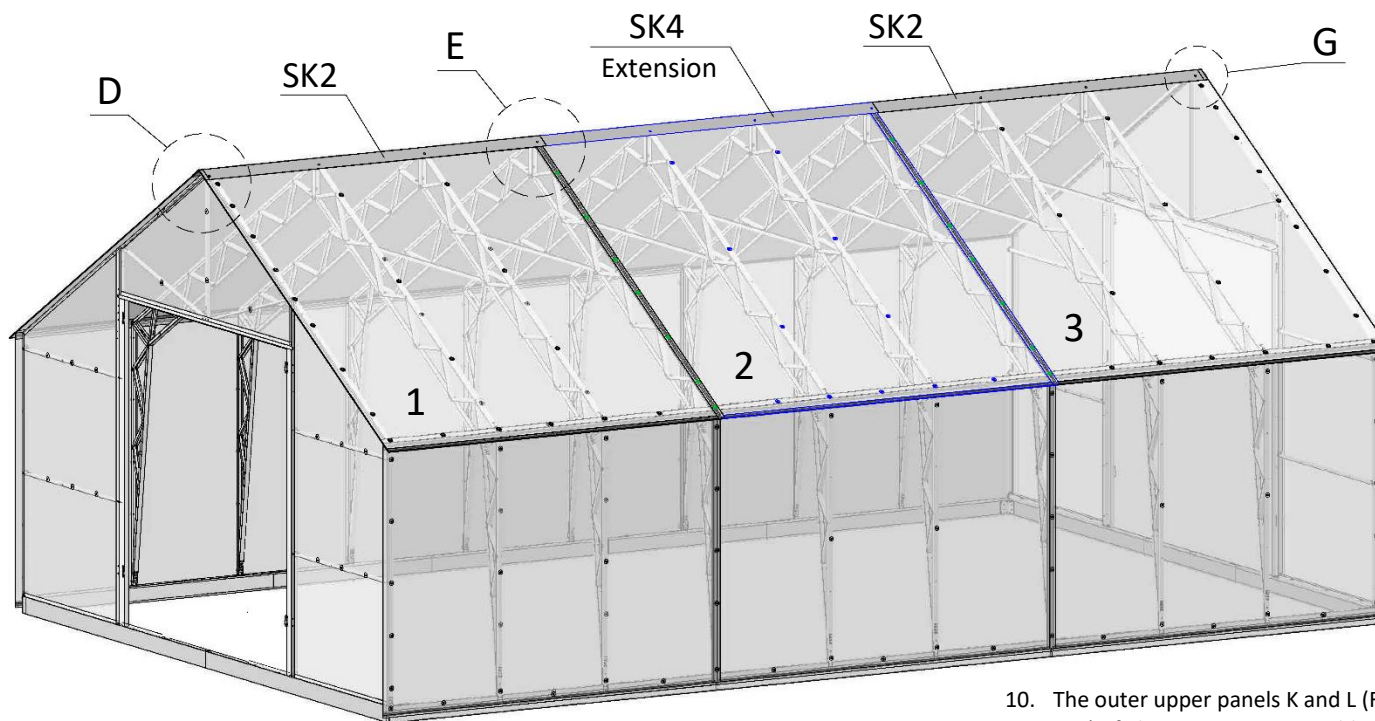 SK4
Extension
SK2
G
E
SK2
D
1
2
3
10. The outer upper panels K and L (